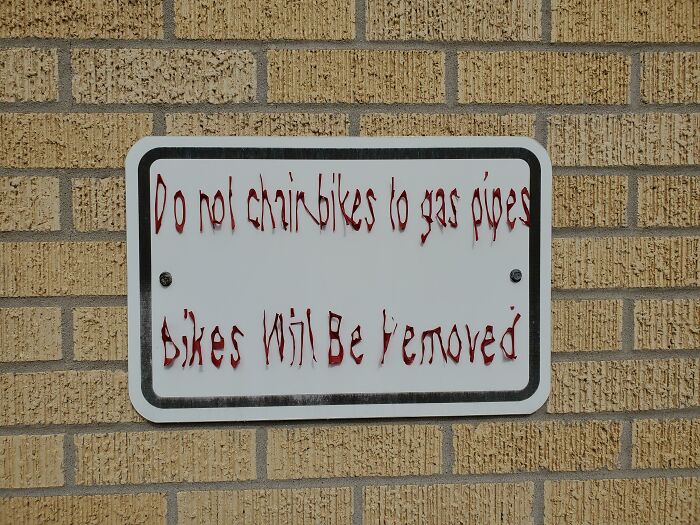 Do not chain bikes to gas pipes
bikes Will Be removed